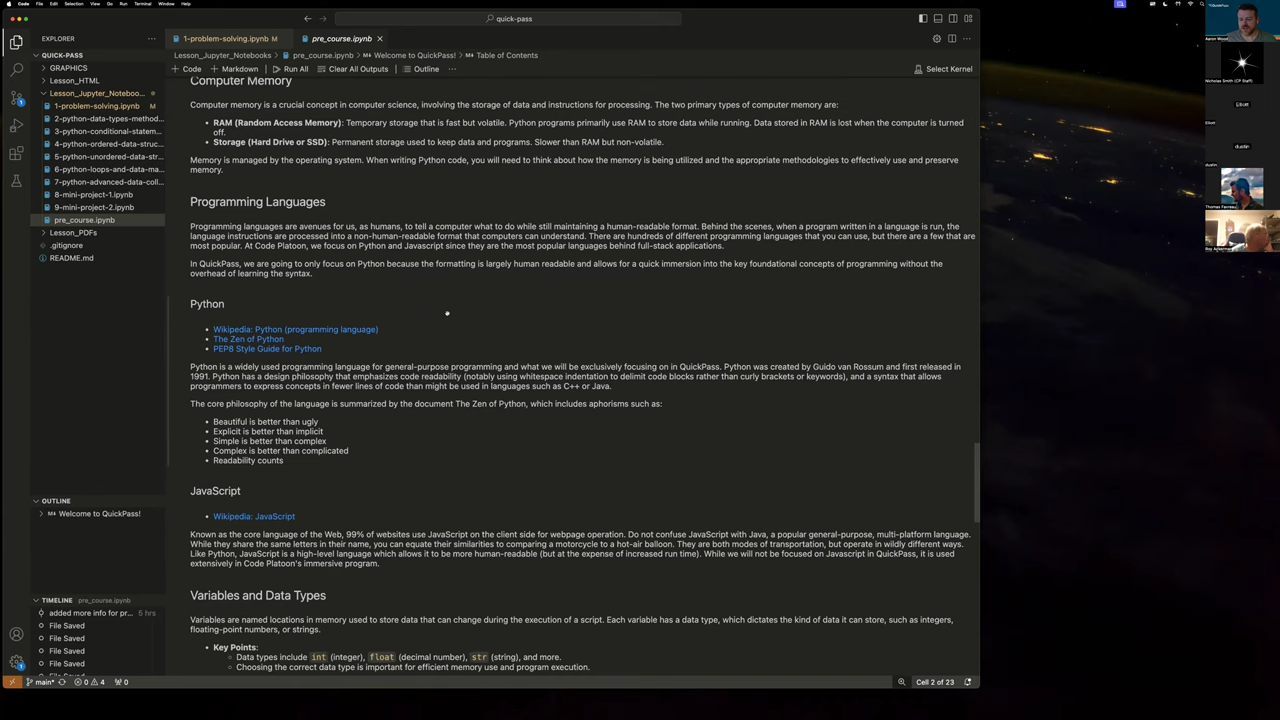 Code File Edit Selection View Go Run Terminal Window Help
quick-pass
EXPLORER
1-problem-solving.ipynb M
pre_course.ipynb
QUICK-PASS
GRAPHICS
Lesson_HTML
Lesson_Jupyter_Noteboo...
1-problem-solving.ipynb M
2-python-data-types-method...
3-python-conditional-statem...
4-python-ordered-data-struc...
5-python-unordered-data-str...
6-python-loops-and-data-ma...
7-python-advanced-data-coll...
8-mini-project-1.ipynb
9-mini-project-2.ipynb
pre_course.ipynb
Lesson_PDFs
.gitignore
README.md
OUTLINE
Welcome to QuickPass!
TIMELINE pre_course.ipynb
added more info for pr... 5 hrs
File Saved
File Saved
File Saved
File Saved
Lesson_Jupyter_Notebooks > pre_course.ipynb > Welcome to QuickPass! > Table of Contents
+ Code + Markdown Run All Clear All Outputs Outline ... Select Kernel
Computer Memory
Computer memory is a crucial concept in computer science, involving the storage of data and instructions for processing. The two primary types of computer memory are:
• RAM (Random Access Memory): Temporary storage that is fast but volatile. Python programs primarily use RAM to store data while running. Data stored in RAM is lost when the computer is turned
off.
• Storage (Hard Drive or SSD): Permanent storage used to keep data and programs. Slower than RAM but non-volatile.
Memory is managed by the operating system. When writing Python code, you will need to think about how the memory is being utilized and the appropriate methodologies to effectively use and preserve
memory.
Programming Languages
Programming languages are avenues for us, as humans, to tell a computer what to do while still maintaining a human-readable format. Behind the scenes, when a program written in a language is run, the
language instructions are processed into a non-human-readable format that computers can understand. There are hundreds of different programming languages that you can use, but there are a few that are
most popular. At Code Platoon, we focus on Python and Javascript since they are the most popular languages behind full-stack applications.
In QuickPass, we are going to only focus on Python because the formatting is largely human readable and allows for a quick immersion into the key foundational concepts of programming without the
overhead of learning the syntax.
Python
• Wikipedia: Python (programming language)
• The Zen of Python
• PEP8 Style Guide for Python
Python is a widely used programming language for general-purpose programming and what we will be exclusively focusing on in QuickPass. Python was created by Guido van Rossum and first released in
1991. Python has a design philosophy that emphasizes code readability (notably using whitespace indentation to delimit code blocks rather than curly brackets or keywords), and a syntax that allows
programmers to express concepts in fewer lines of code than might be used in languages such as C++ or Java.
The core philosophy of the language is summarized by the document The Zen of Python, which includes aphorisms such as:
• Beautiful is better than ugly
• Explicit is better than implicit
• Simple is better than complex
• Complex is better than complicated
• Readability counts
JavaScript
• Wikipedia: JavaScript
Known as the core language of the Web, 99% of websites use JavaScript on the client side for webpage operation. Do not confuse JavaScript with Java, a popular general-purpose, multi-platform language.
While they share the same letters in their name, you can equate their similarities to comparing a motorcycle to a hot-air balloon. They are both modes of transportation, but operate in wildly different ways.
Like Python, JavaScript is a high-level language which allows it to be more human-readable (but at the expense of increased run time). While we will not be focused on Javascript in QuickPass, it is used
extensively in Code Platoon's immersive program.
Variables and Data Types
Variables are named locations in memory used to store data that can change during the execution of a script. Each variable has a data type, which dictates the kind of data it can store, such as integers,
floating-point numbers, or strings.
• Key Points:
Data types include int (integer), float (decimal number), str (string), and more.
Choosing the correct data type is important for efficient memory use and program execution.
main* 0 4 0
Cell 2 of 23
Aaron Wood
Nicholas Smith (CP Staff)
Elliott
Elliott
dustin
dustin
Thomas Favreau
Roy Ackerman